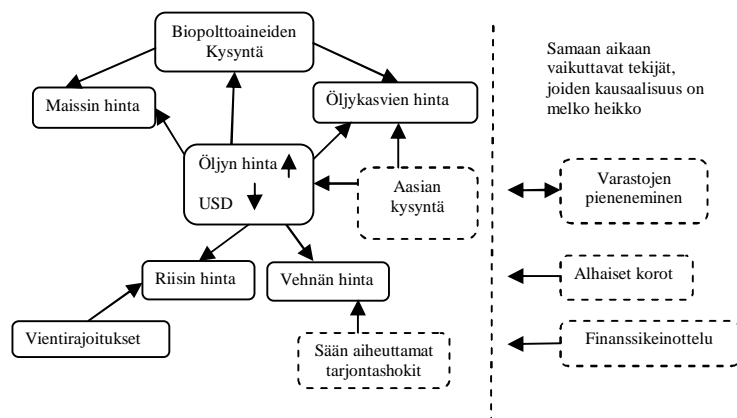 Biopolttoaineiden
Kysyntä
Samaan aikaan
vaikuttavat tekijät,
joiden kausaalisuus on
melko heikko
Maissin hinta
Öljykasvien hinta
Öljyn hinta
USD
Aasian
kysyntä
Varastojen
pieneneminen
Riisin hinta
Vehnän hinta
Alhaiset korot
Vientirajoitukset
Sään aiheuttamat
tarjontashokit
Finanssikeinottelu